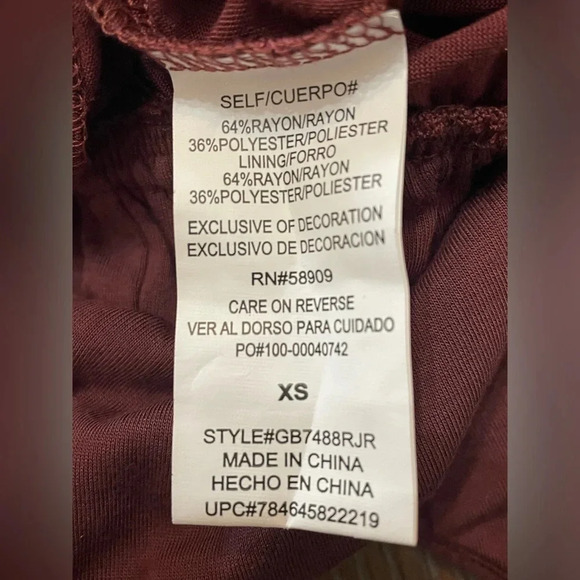 SELF/CUERPO#
64%RAYON/RAYON
36%POLYESTER/POLIESTER
LINING/FORRO
64%RAYON/RAYON
36%POLYESTER/POLIESTER
EXCLUSIVE OF DECORATION
EXCLUSIVO DE DECORACION
RN#58909
CARE ON REVERSE
VER AL DORSO PARA CUIDADO
PO#100-00040742
XS
STYLE#GB7488RJR
MADE IN CHINA
HECHO EN CHINA
UPC#784645822219